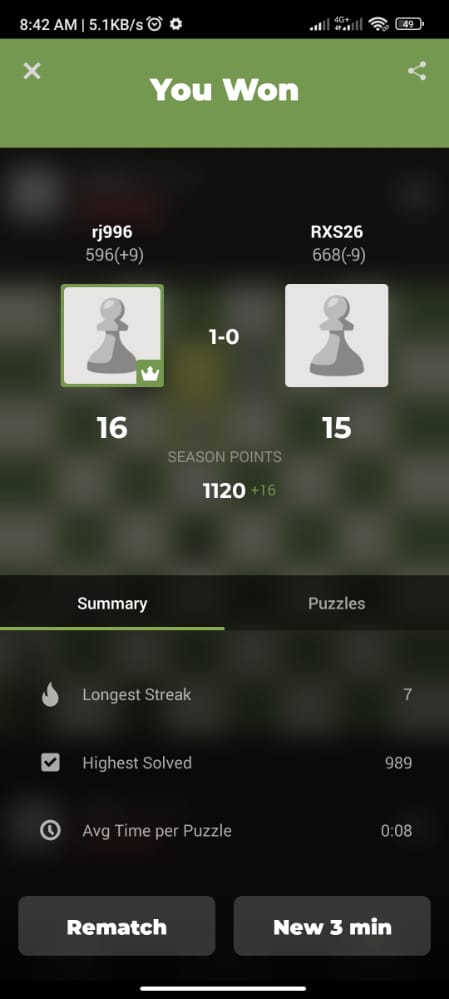 8:42 AM | 5.1KB/s
4G+
49
You Won
rj996
RXS26
596(+9)
668(-9)
1-0
16
15
SEASON POINTS
1120 +16
Summary
Puzzles
Longest Streak
7
Highest Solved
989
Avg Time per Puzzle
0:08
Rematch
New 3 min